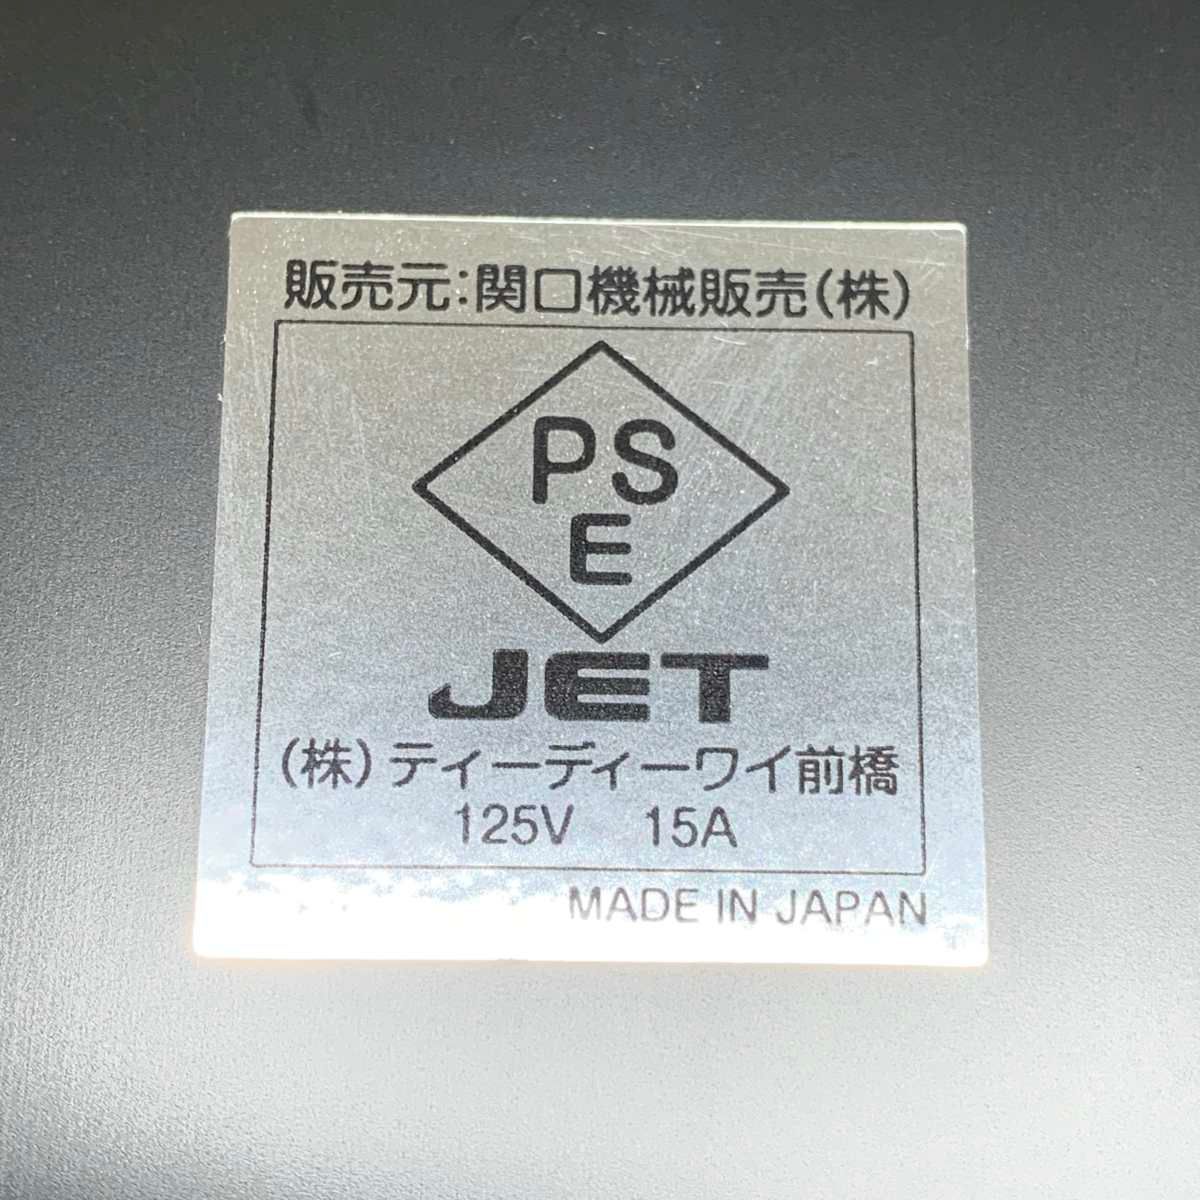 販売元:関口機械販売(株)
PS
E
JET
(株)ティーディーワイ前橋
125V 15A
MADE IN JAPAN